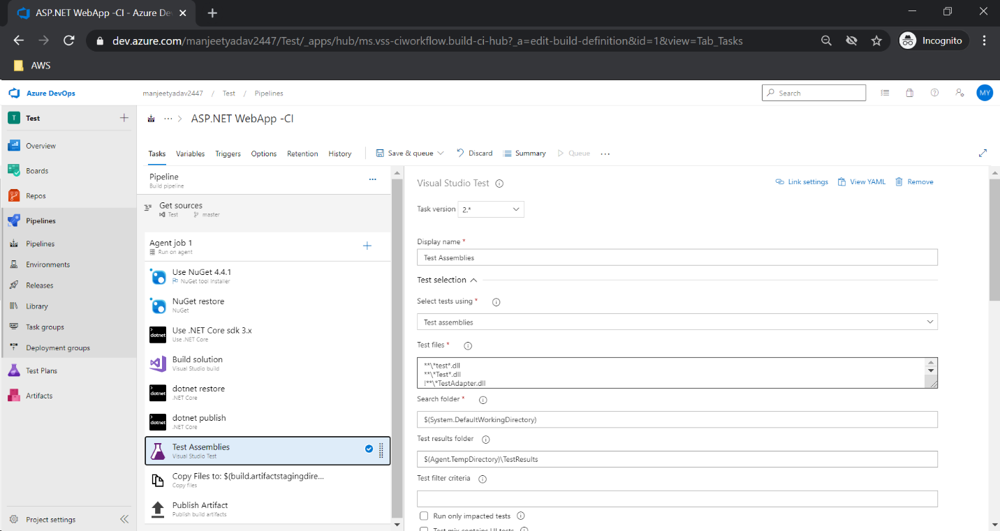 ASP.NET WebApp -CI - Azure De
dev.azure.com/manjeetyadav2447/Test/_apps/hub/ms.vss-ciworkflow.build-ci-hub?_a=edit-build-definition&id=1&view=Tab_Tasks
Incognito
AWS
Azure DevOps
manjeetyadav2447 / Test / Pipelines
Search
MY
T Test
ASP.NET WebApp -CI
Overview
Boards
Repos
Pipelines
Pipelines
Environments
Releases
Library
Task groups
Deployment groups
Test Plans
Artifacts
Project settings
Tasks Variables Triggers Options Retention History Save & queue Discard Summary Queue
Pipeline
Build pipeline
Get sources
Test master
Agent job 1
Run on agent
Use NuGet 4.4.1
NuGet tool installer
NuGet restore
NuGet
dotnet
Use .NET Core sdk 3.x
Use .NET Core
Build solution
Visual Studio build
dotnet
dotnet restore
.NET Core
dotnet
dotnet publish
.NET Core
Test Assemblies
Visual Studio Test
Copy Files to: $(build.artifactstagingdire...
Copy files
Publish Artifact
Publish build artifacts
Visual Studio Test
Link settings View YAML Remove
Task version 2.*
Display name *
Test Assemblies
Test selection
Select tests using *
Test assemblies
Test files *
**\*test*.dll
**\*Test*.dll
!**\*TestAdapter.dll
Search folder *
$(System.DefaultWorkingDirectory)
Test results folder
$(Agent.TempDirectory)\TestResults
Test filter criteria
Run only impacted tests
Test mix contains UI tests